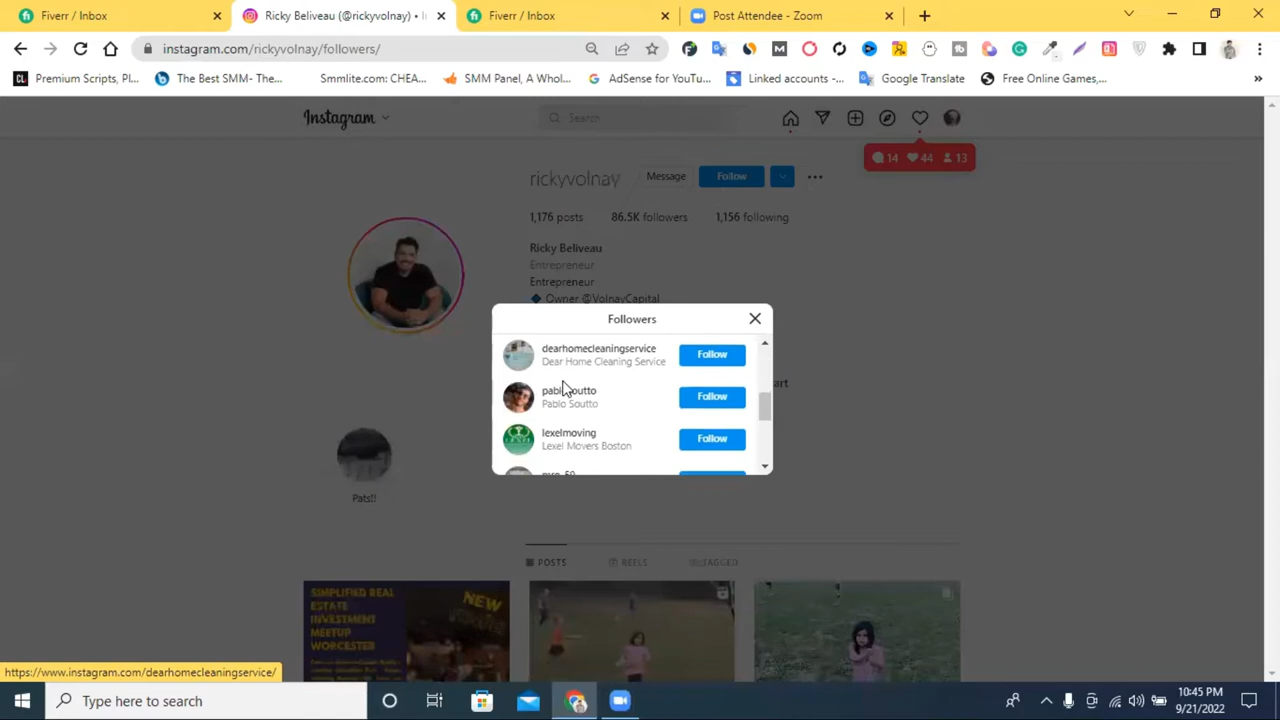 Fiverr / Inbox
Ricky Beliveau (@rickyvolnay) • I
Fiverr / Inbox
Post Attendee - Zoom
instagram.com/rickyvolnay/followers/
Premium Scripts, Pl...
The Best SMM- The...
Smmlite.com: CHEA...
SMM Panel, A Whol...
AdSense for YouTu...
Linked accounts -...
Google Translate
Free Online Games,...
Instagram
Search
14 44 13
rickyvolnay Message Follow
1,176 posts 86.5K followers 1,156 following
Ricky Beliveau
Entrepreneur
Entrepreneur
Owner @VolnayCapital
Followers
dearhomecleaningservice
Dear Home Cleaning Service
Follow
Pablo Soutto
Follow
lexelmoving
Lexel Movers Boston
Follow
Pats!!
POSTS REELS TAGGED
SIMPLIFIED REAL
ESTATE
INVESTMENT
MEETUP
WORCESTER
NEW
https://www.instagram.com/dearhomecleaningservice/
Type here to search
10:45 PM
9/21/2022